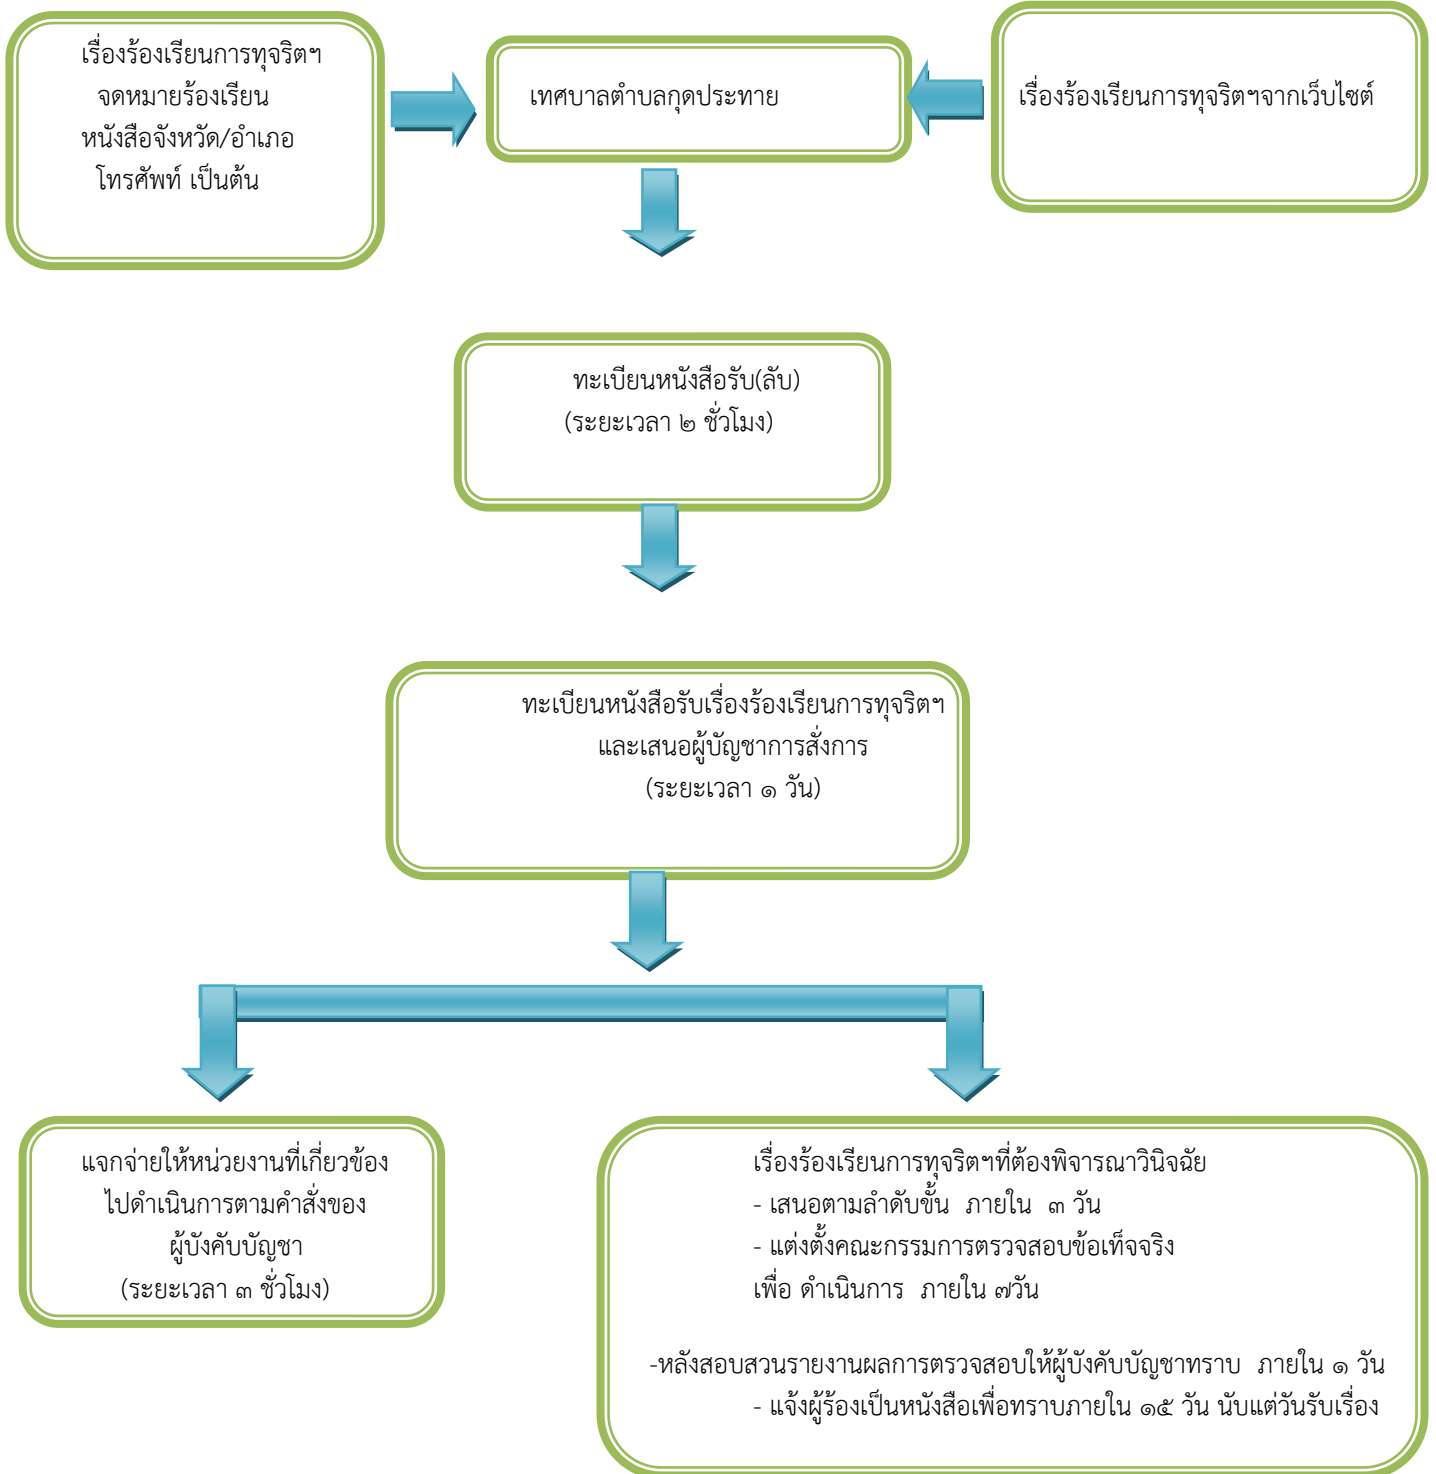 เรื่องร้องเรียนการทุจริตฯ
จดหมายร้องเรียน
หนังสือจังหวัด/อำเภอ
โทรศัพท์ เป็นต้น
เทศบาลตำบลกุดประทาย
เรื่องร้องเรียนการทุจริตฯจากเว็บไซต์
ทะเบียนหนังสือรับ(ลับ)
(ระยะเวลา ๒ ชั่วโมง)
ทะเบียนหนังสือรับเรื่องร้องเรียนการทุจริตฯ
และเสนอผู้บัญชาการสั่งการ
(ระยะเวลา ๑ วัน)
แจกจ่ายให้หน่วยงานที่เกี่ยวข้อง
ไปดำเนินการตามคำสั่งของ
ผู้บังคับบัญชา
(ระยะเวลา ๓ ชั่วโมง)
เรื่องร้องเรียนการทุจริตฯที่ต้องพิจารณาวินิจฉัย
- เสนอตามลำดับขั้น ภายใน ๓ วัน
- แต่งตั้งคณะกรรมการตรวจสอบข้อเท็จจริง
เพื่อ ดำเนินการ ภายใน ๗วัน
-หลังสอบสวนรายงานผลการตรวจสอบให้ผู้บังคับบัญชาทราบ ภายใน ๑ วัน
- แจ้งผู้ร้องเป็นหนังสือเพื่อทราบภายใน ๑๕ วัน นับแต่วันรับเรื่อง